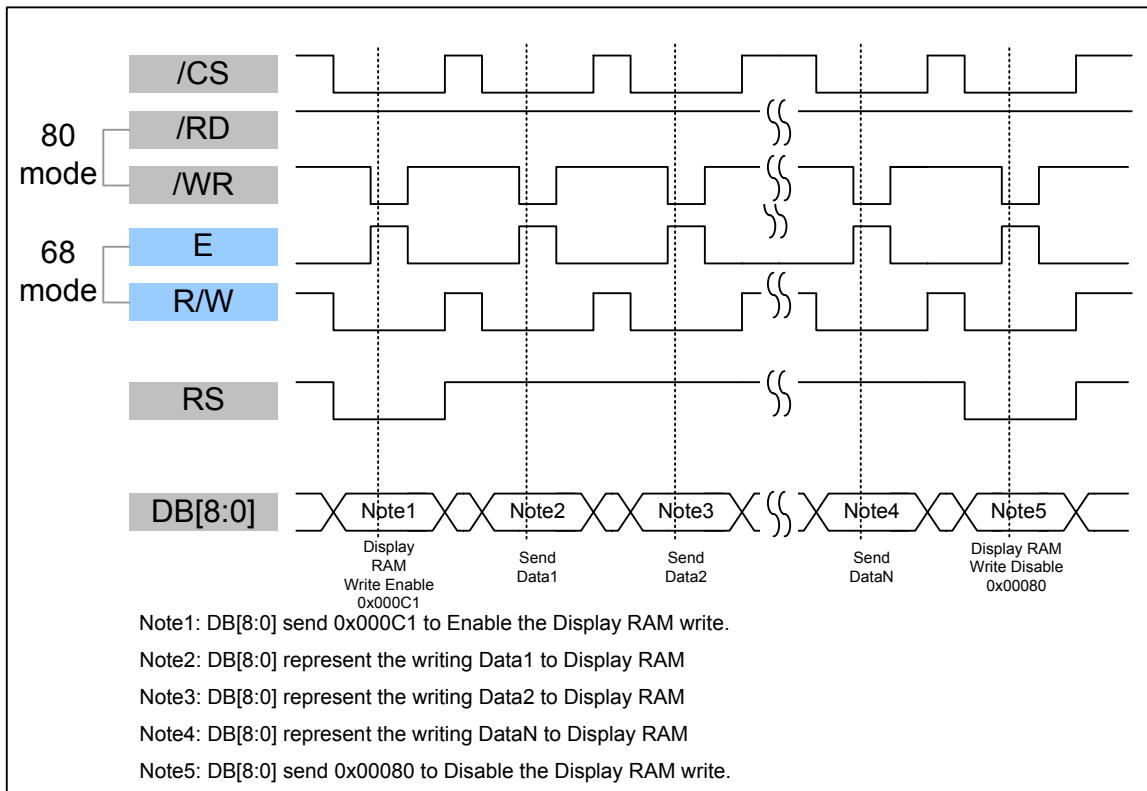 /CS
80
mode
/RD
/WR
68
mode
E
R/W
RS
DB[8:0]
Note1
Note2
Note3
Note4
Note5
Display
RAM
Write Enable
0x000C1
Send
Data1
Send
Data2
Send
DataN
Display RAM
Write Disable
0x00080
Note1: DB[8:0] send 0x000C1 to Enable the Display RAM write.
Note2: DB[8:0] represent the writing Data1 to Display RAM
Note3: DB[8:0] represent the writing Data2 to Display RAM
Note4: DB[8:0] represent the writing DataN to Display RAM
Note5: DB[8:0] send 0x00080 to Disable the Display RAM write.